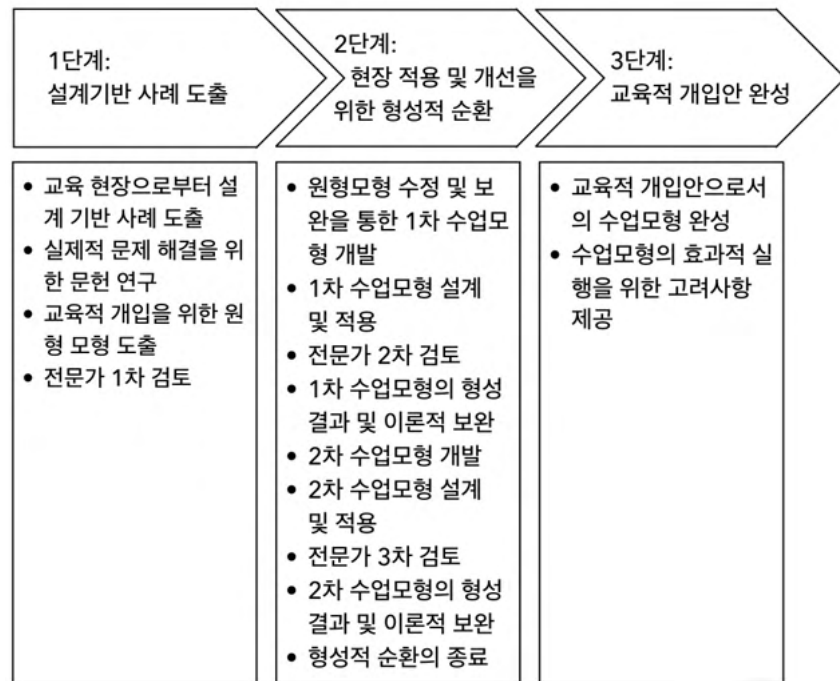 1단계:
설계기반 사례 도출
2단계:
현장 적용 및 개선을
위한 형성적 순환
3단계:
교육적 개입안 완성
• 교육 현장으로부터 설
계 기반 사례 도출
• 실제적 문제 해결을 위
한 문헌 연구
• 교육적 개입을 위한 원
형 모형 도출
• 전문가 1차 검토
• 원형모형 수정 및 보
완을 통한 1차 수업모
형 개발
• 1차 수업모형 설계
및 적용
• 전문가 2차 검토
• 1차 수업모형의 형성
결과 및 이론적 보완
• 2차 수업모형 개발
• 2차 수업모형 설계
및 적용
• 전문가 3차 검토
• 2차 수업모형의 형성
결과 및 이론적 보완
• 형성적 순환의 종료
• 교육적 개입안으로서
의 수업모형 완성
• 수업모형의 효과적 실
행을 위한 고려사항
제공